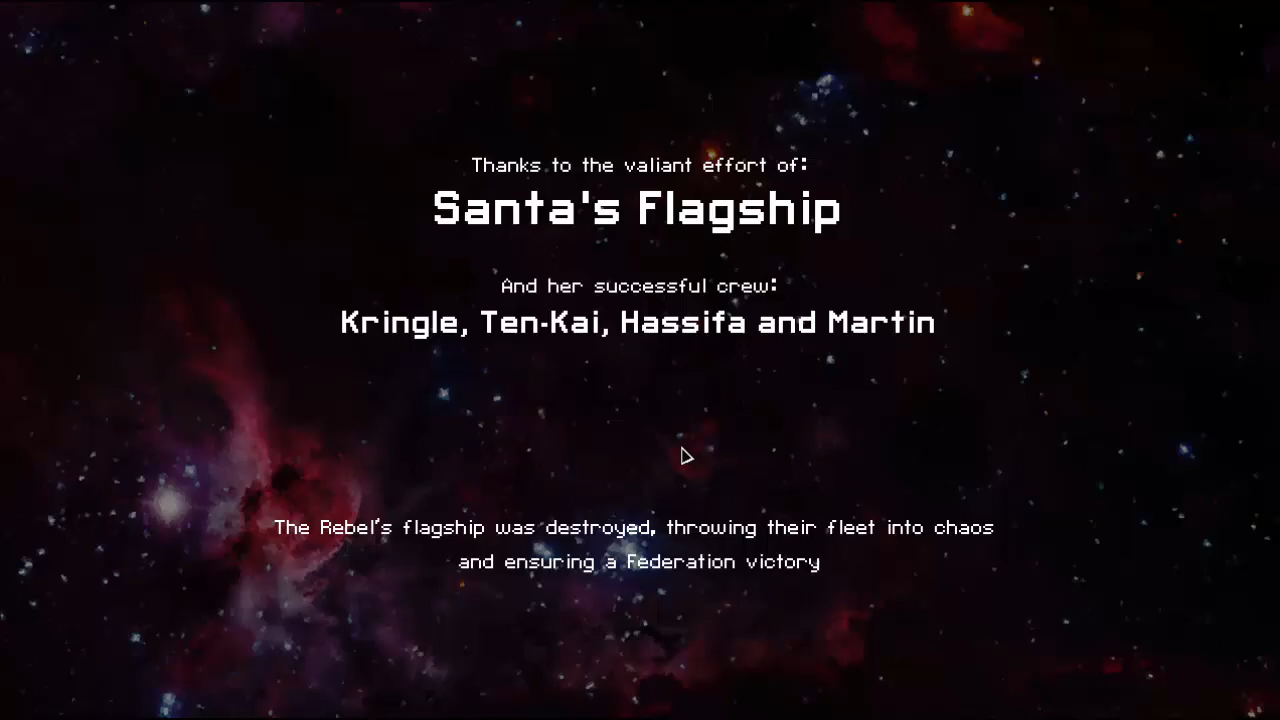 Thanks to the valiant effort of:
Santa's Flagship
And her successful crew:
Kringle, Ten-Kai, Hassifa and Martin
The Rebel's flagship was destroyed, throwing their fleet into chaos
and ensuring a Federation victory